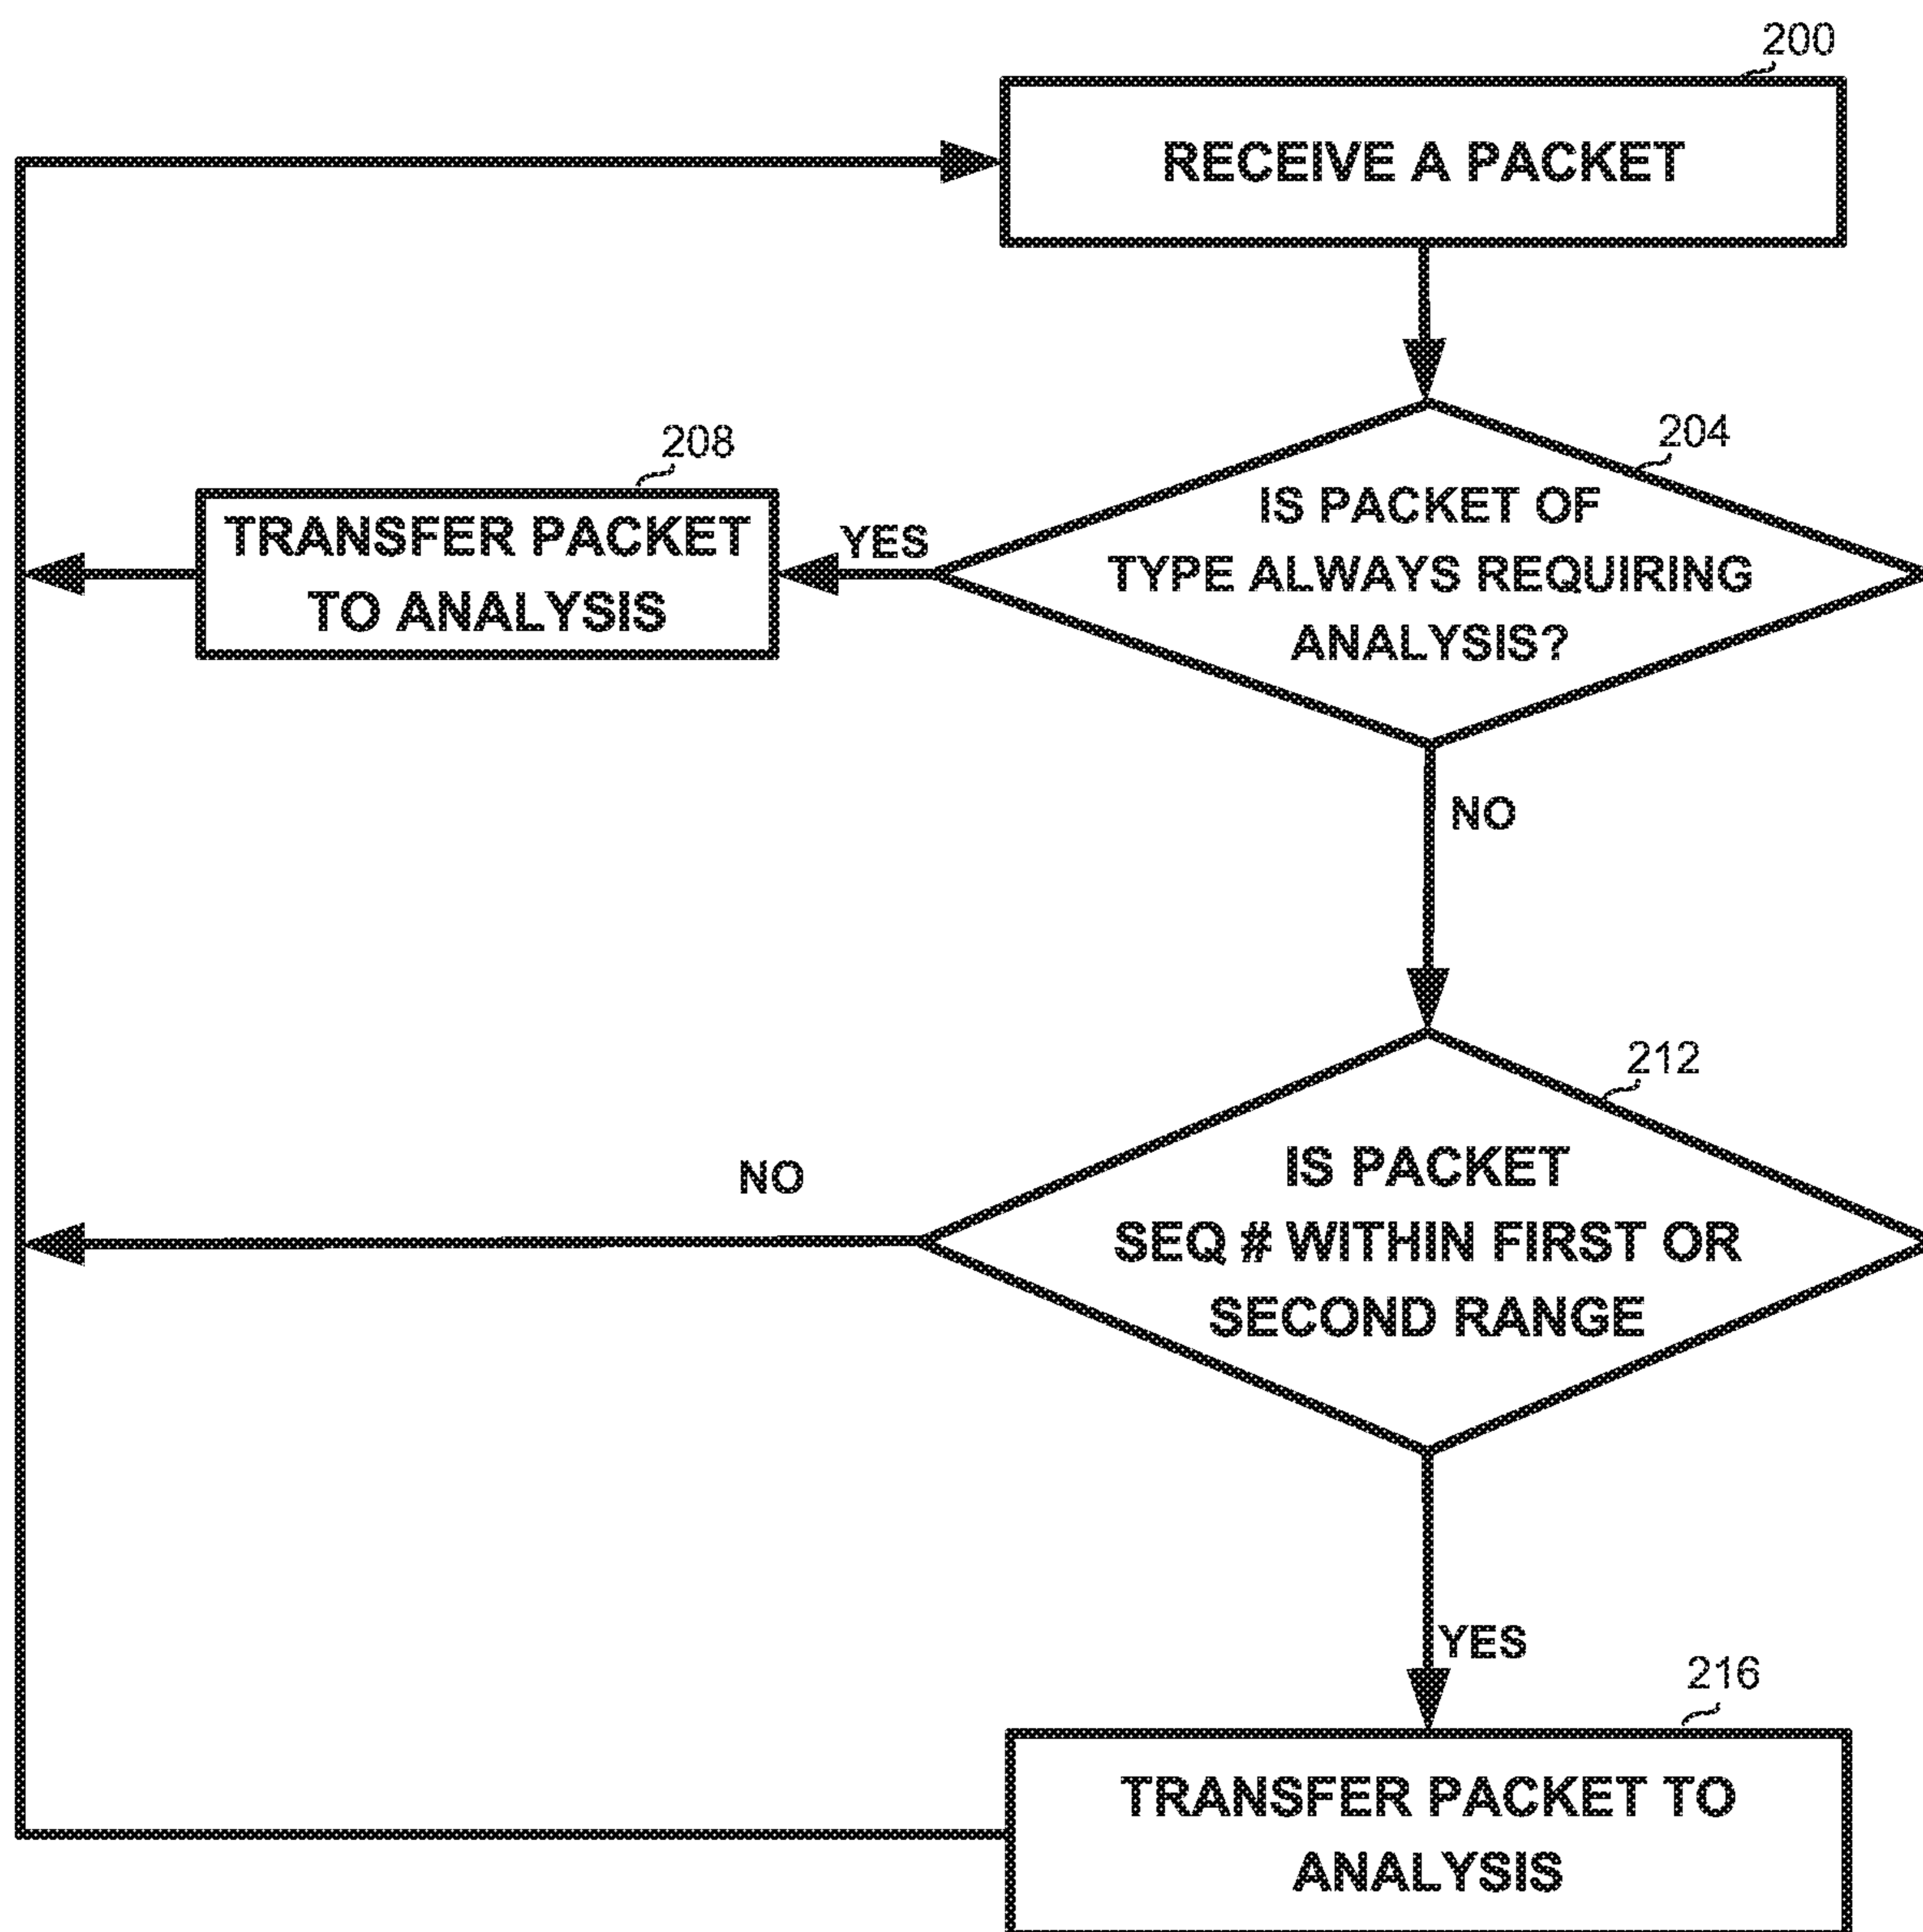 200
RECEIVE A PACKET
204
IS PACKET OF
TYPE ALWAYS REQUIRING
ANALYSIS?
YES
208
TRANSFER PACKET
TO ANALYSIS
NO
212
IS PACKET
SEQ # WITHIN FIRST OR
SECOND RANGE
NO
YES
216
TRANSFER PACKET TO
ANALYSIS